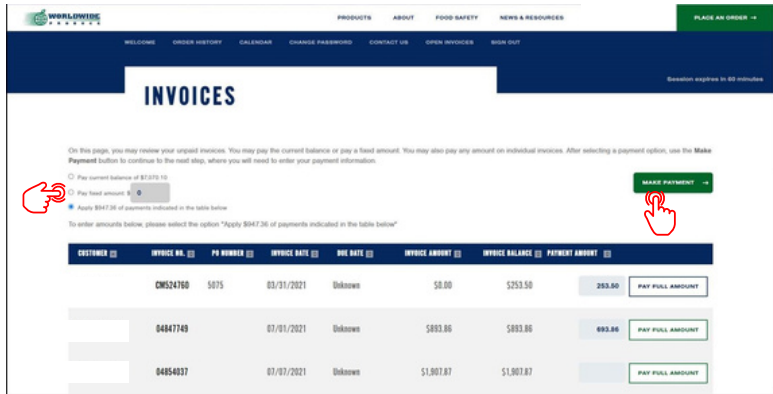 WORLDWIDE
PRODUCE
PRODUCTS ABOUT FOOD SAFETY NEWS & RESOURCES
PLACE AN ORDER →
WELCOME ORDER HISTORY CALENDAR CHANGE PASSWORD CONTACT US OPEN INVOICES SIGN OUT
Session expires in 60 minutes
INVOICES
On this page, you may review your unpaid invoices. You may pay the current balance or pay a fixed amount. You may also pay any amount on individual invoices. After selecting a payment option, use the Make
Payment button to continue to the next step, where you will need to enter your payment information.
Pay current balance of $7,570.10
MAKE PAYMENT →
Pay fixed amount $ 0
Apply $947.36 of payments indicated in the table below
To enter amounts below, please select the option "Apply $947.36 of payments indicated in the table below"
CUSTOMER INVOICE NO. PO NUMBER INVOICE DATE DUE DATE INVOICE AMOUNT INVOICE BALANCE PAYMENT AMOUNT
CM524760 5075 03/31/2021 Unknown $0.00 $253.50 253.50 PAY FULL AMOUNT
04847749 07/01/2021 Unknown $893.86 $893.86 693.86 PAY FULL AMOUNT
04854037 07/07/2021 Unknown $1,907.87 $1,907.87 PAY FULL AMOUNT